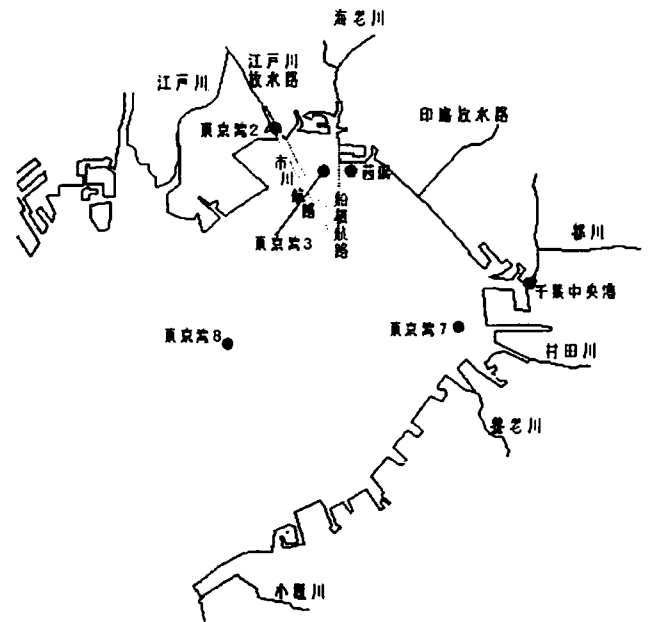 海老川
江戸川
放水路
江戸川
印旛放水路
東京湾2
市川
航路
茜浜
船橋航路
都川
東京湾3
千葉中央港
東京湾7
東京湾8
村田川
養老川
小櫃川